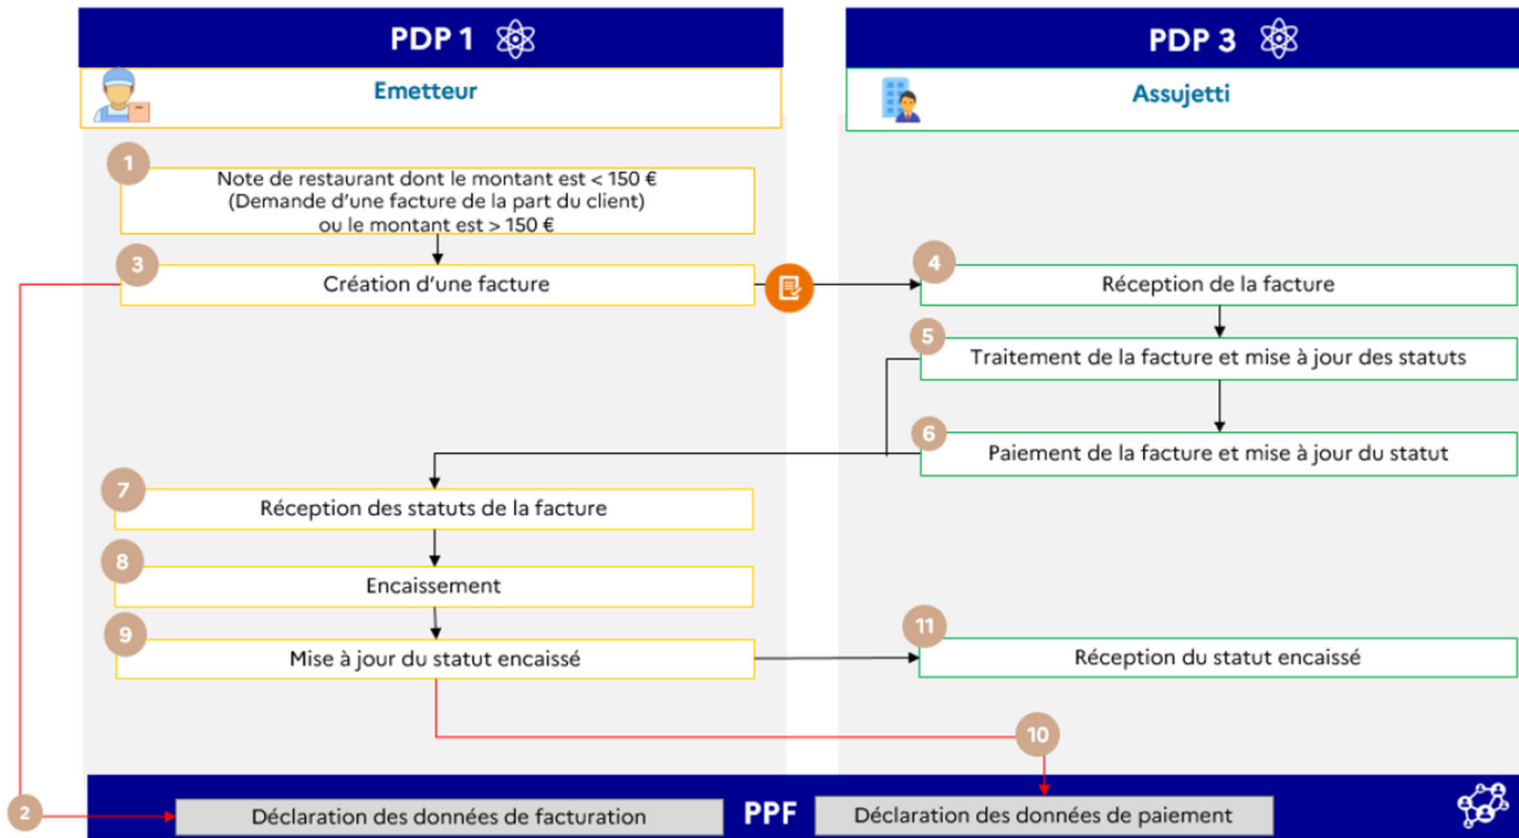 PDP 1
PDP 3
Emetteur
Assujetti
1
Note de restaurant dont le montant est < 150 €
(Demande d'une facture de la part du client)
ou le montant est > 150 €
3
Création d'une facture
4
Réception de la facture
5
Traitement de la facture et mise à jour des statuts
6
Paiement de la facture et mise à jour du statut
7
Réception des statuts de la facture
8
Encaissement
9
Mise à jour du statut encaissé
11
Réception du statut encaissé
10
2
Déclaration des données de facturation
PPF
Déclaration des données de paiement